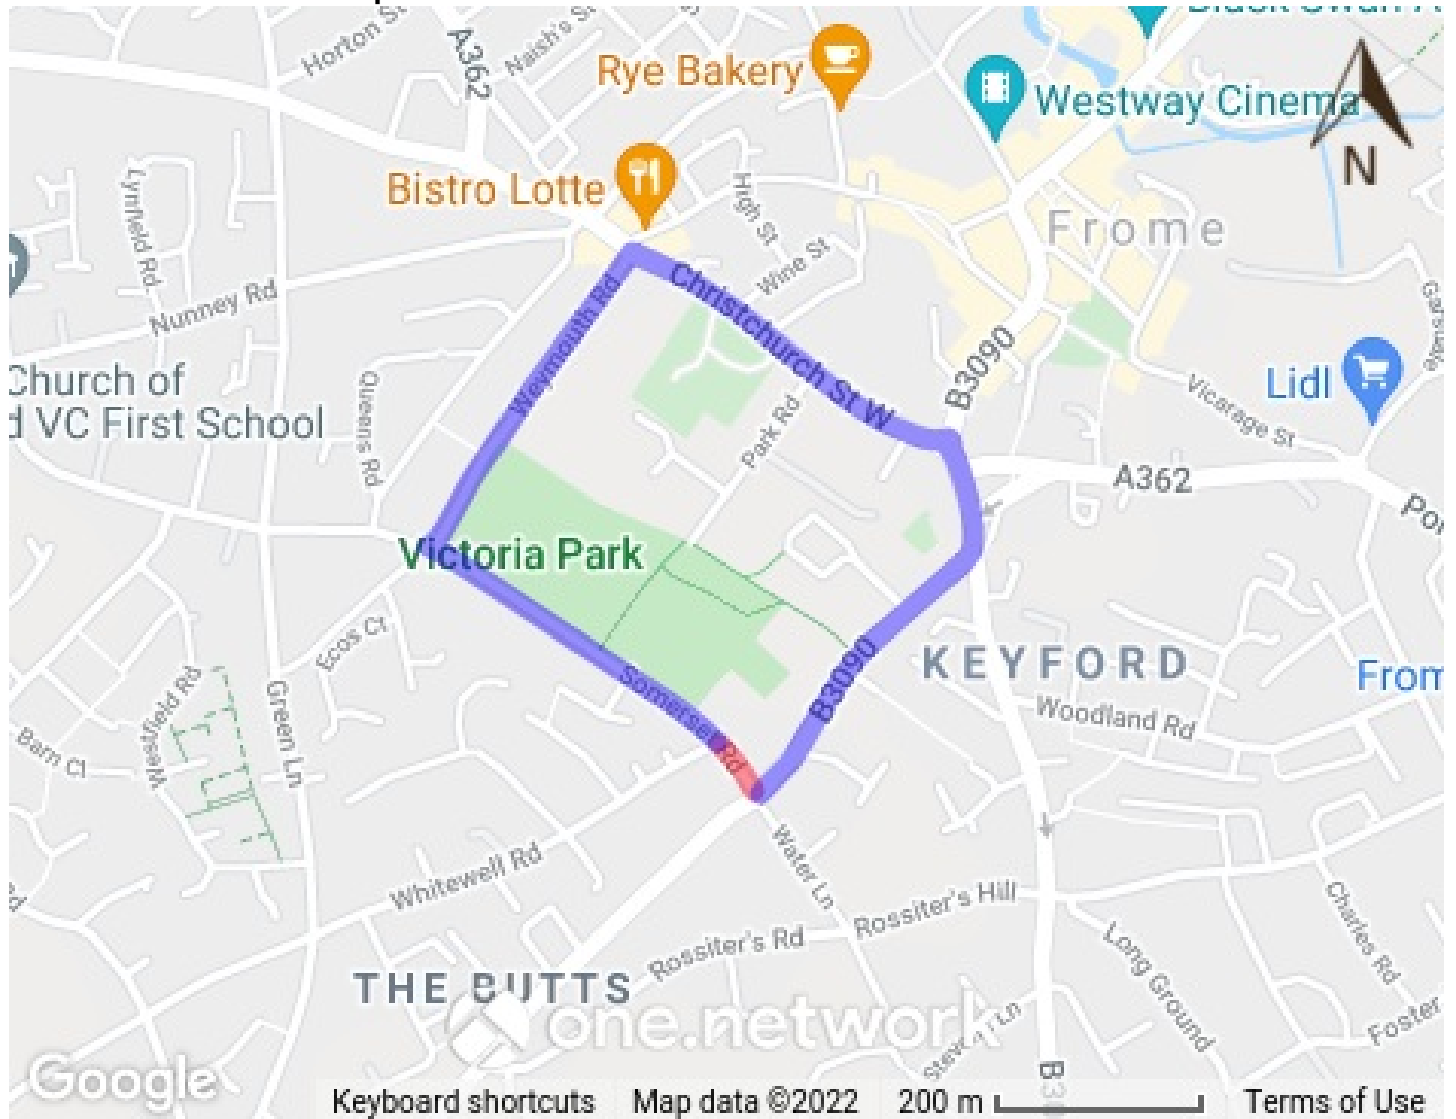 Horton St
A362
Naish's St
Rye Bakery
Westway Cinema
N
Bistro Lotte
High St
Lynfield Rd
Frome
Wine St
Nunney Rd
Weymouth Rd
Christchurch St W
B3090
Church of
d VC First School
Queens Rd
Lidl
Vicarage St
Park Rd
A362
Victoria Park
Ecos Ct
KEYFORD
B3090
Somerset Rd
From
Woodland Rd
Westfield Rd
Green Ln
Barn Cl
Water Ln
Whitewell Rd
Rossiter's Hill
Charles Rd
Rossiter's Rd
Long Ground
THE BUTTS
one.network
Foster
Google
B30
Keyboard shortcuts
Map data ©2022
200 m
Terms of Use